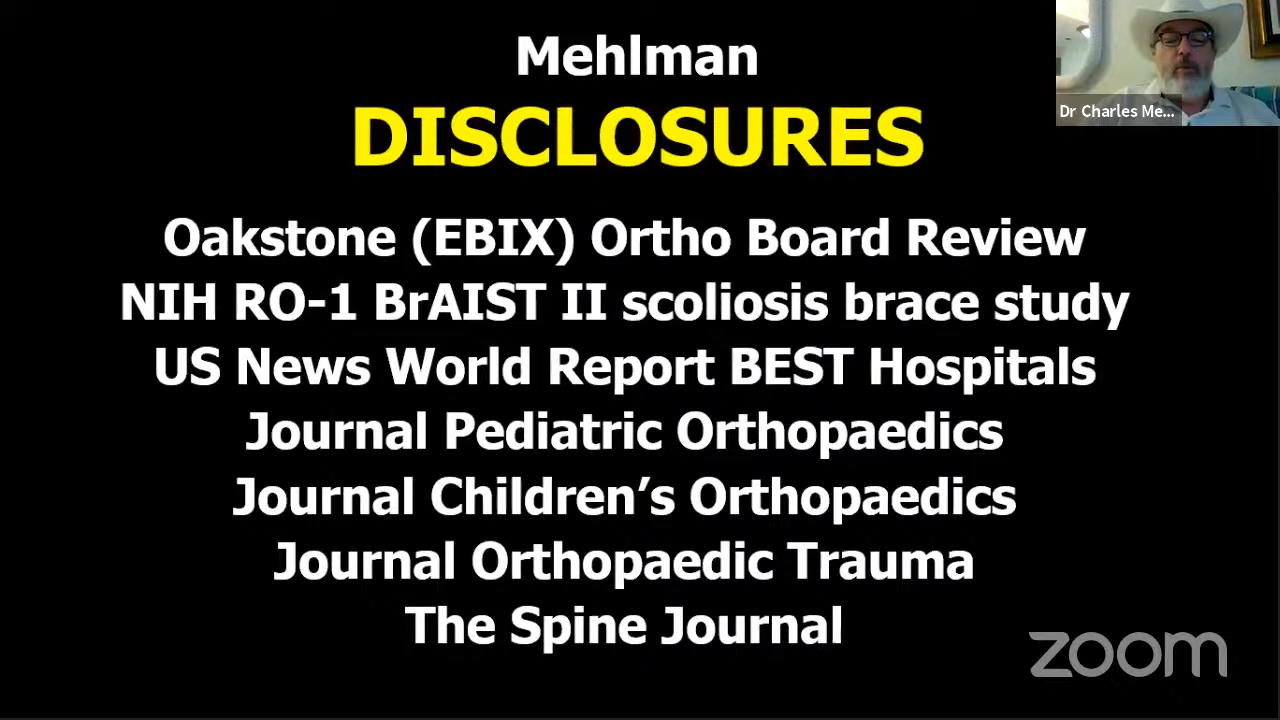 Mehlman
DISCLOSURES
Oakstone (EBIX) Ortho Board Review
NIH RO-1 BrAIST II scoliosis brace study
US News World Report BEST Hospitals
Journal Pediatric Orthopaedics
Journal Children’s Orthopaedics
Journal Orthopaedic Trauma
The Spine Journal
Dr Charles Me...
zoom